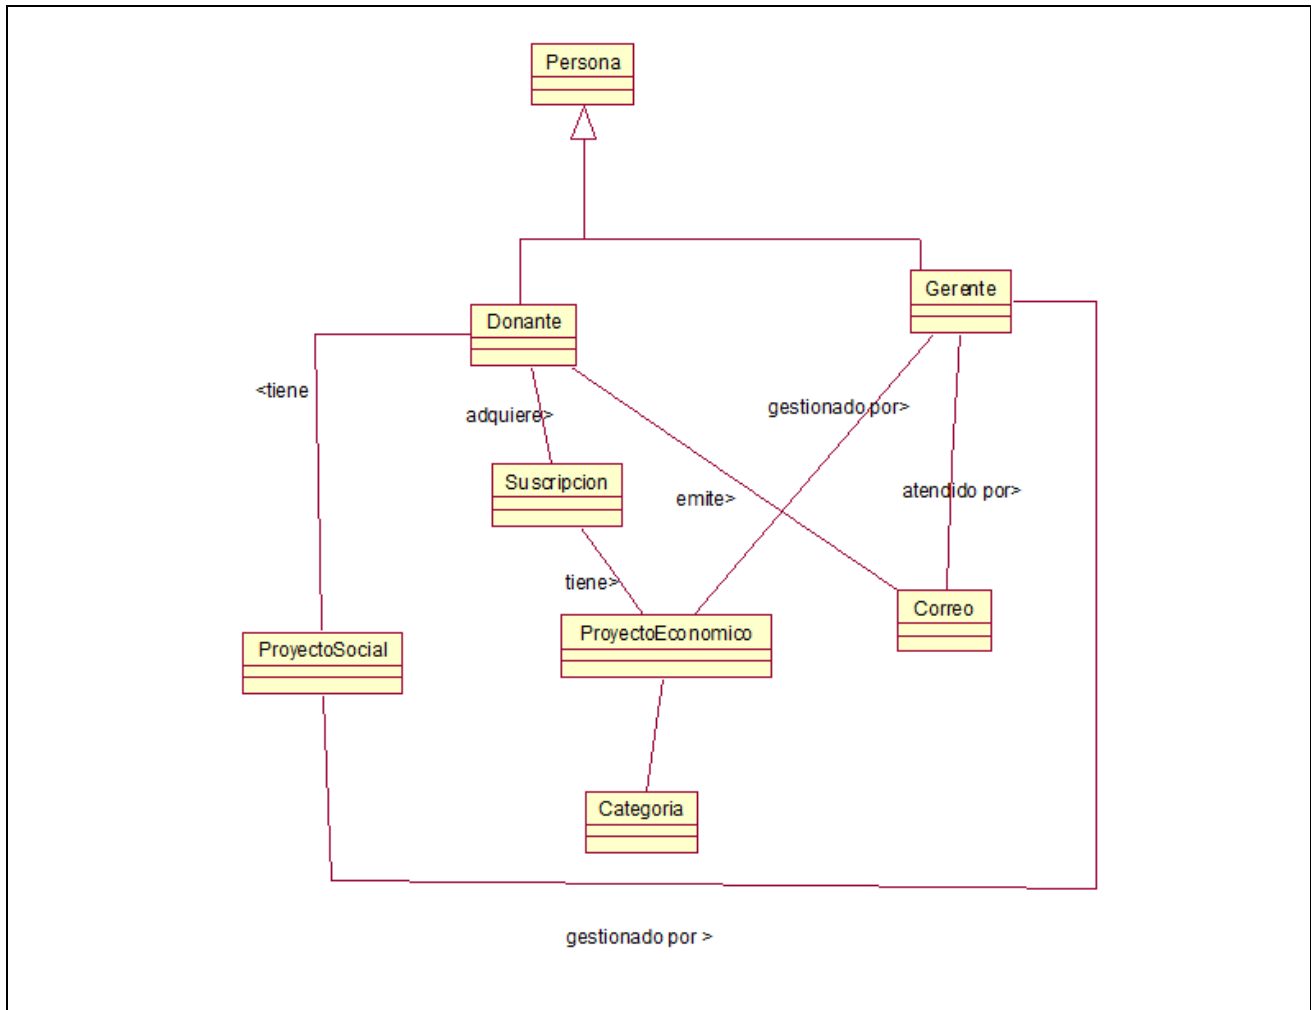 Persona
Gerente
Donante
<tiene
adquiere>
gestionado por>
Suscripcion
emite>
atendido por>
tiene>
Correo
ProyectoEconomico
ProyectoSocial
Categoria
gestionado por >